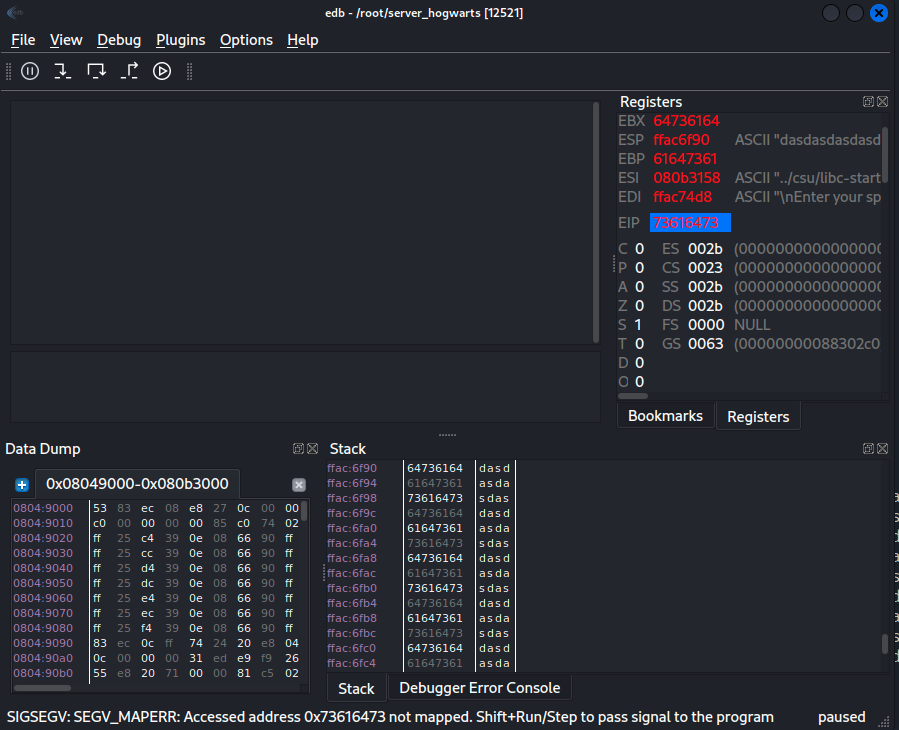 edb - /root/server_hogwarts [12521]
File View Debug Plugins Options Help
Registers
EBX 64736164
ESP ffac6f90 ASCII "dasdasdasdasd
EBP 61647361
ESI 080b3158 ASCII "../csu/libc-start
EDI ffac74d8 ASCII "\nEnter your sp
EIP 73616473
C 0 ES 002b (0000000000000000
P 0 CS 0023 (0000000000000000
A 0 SS 002b (0000000000000000
Z 0 DS 002b (0000000000000000
S 1 FS 0000 NULL
T 0 GS 0063 (00000000088302c0
D 0
O 0
Bookmarks Registers
Data Dump
0x08049000-0x080b3000
0804:9000 53 83 ec 08 e8 27 0c 00 00
0804:9010 c0 00 00 00 00 85 c0 74 02
0804:9020 ff 25 c4 39 0e 08 66 90 ff
0804:9030 ff 25 cc 39 0e 08 66 90 ff
0804:9040 ff 25 d4 39 0e 08 66 90 ff
0804:9050 ff 25 dc 39 0e 08 66 90 ff
0804:9060 ff 25 e4 39 0e 08 66 90 ff
0804:9070 ff 25 ec 39 0e 08 66 90 ff
0804:9080 ff 25 f4 39 0e 08 66 90 ff
0804:9090 83 ec 0c ff 74 24 20 e8 04
0804:90a0 0c 00 00 00 31 ed e9 f9 26
0804:90b0 55 e8 20 71 00 00 81 c5 02
Stack
ffac:6f90 64736164 dasd
ffac:6f94 61647361 asda
ffac:6f98 73616473 sdas
ffac:6f9c 64736164 dasd
ffac:6fa0 61647361 asda
ffac:6fa4 73616473 sdas
ffac:6fa8 64736164 dasd
ffac:6fac 61647361 asda
ffac:6fb0 73616473 sdas
ffac:6fb4 64736164 dasd
ffac:6fb8 61647361 asda
ffac:6fbc 73616473 sdas
ffac:6fc0 64736164 dasd
ffac:6fc4 61647361 asda
Stack Debugger Error Console
SIGSEGV: SEGV_MAPERR: Accessed address 0x73616473 not mapped. Shift+Run/Step to pass signal to the program paused